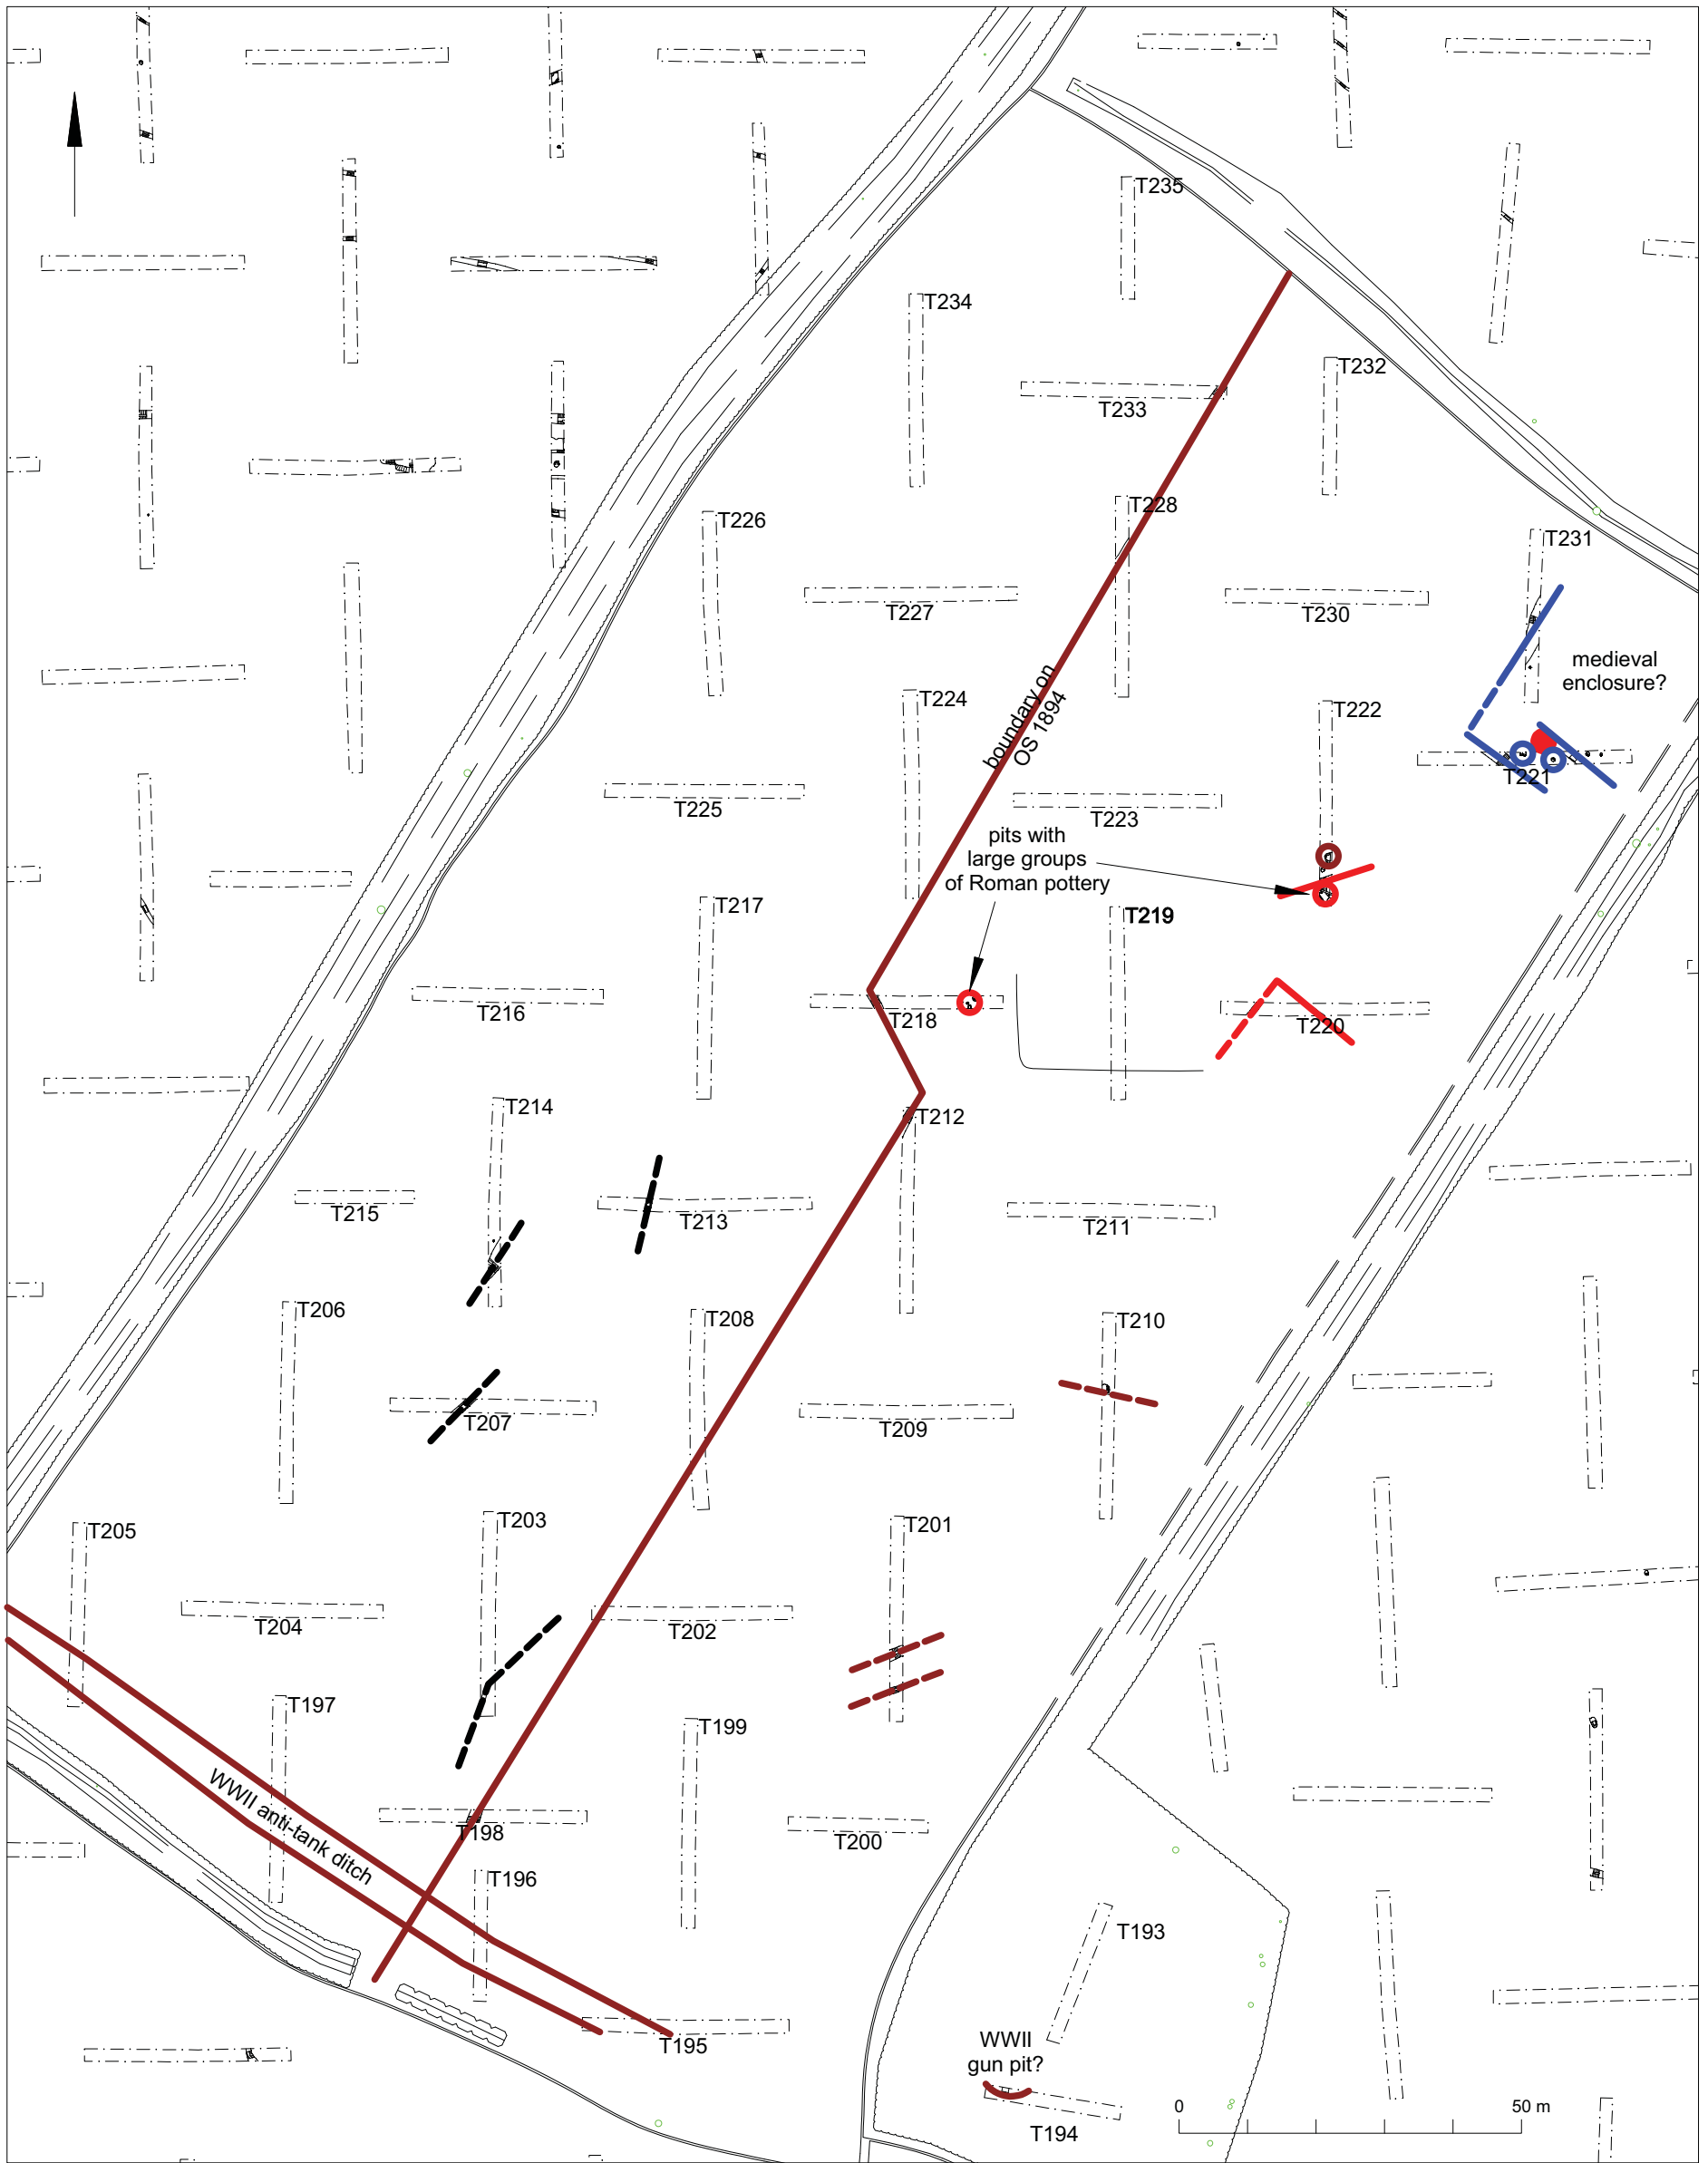 T235
T234
T232
T233
T228
T226
T231
T227
T230
medieval
enclosure?
boundary on
OS 1894
T224
T222
T221
T225
T223
pits with
large groups
of Roman pottery
T217
T219
T216
T218
T220
T214
T212
T215
T213
T211
T206
T208
T210
T207
T209
T205
T203
T201
T204
T202
T197
T199
WWII anti-tank ditch
T198
T200
T196
T193
T195
WWII
gun pit?
T194
0 50 m